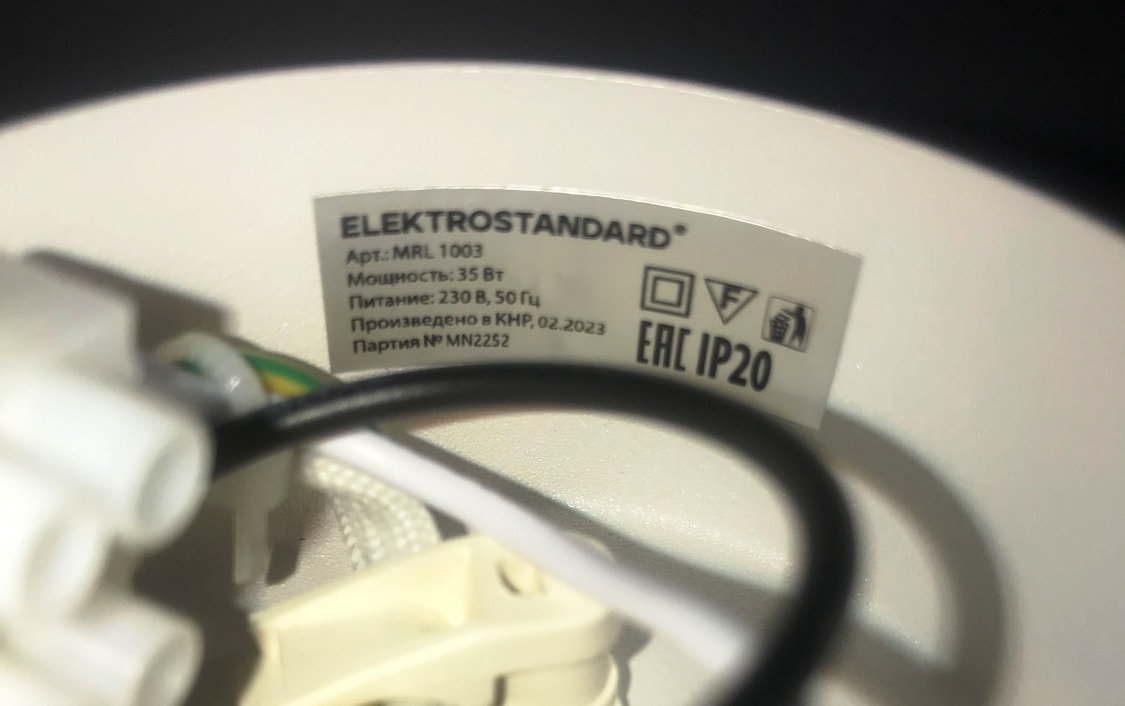 ELEKTROSTANDARD®
Арт.: MRL 1003
Мощность: 35 Вт
Питание: 230 В, 50 Гц
Произведено в КНР, 02.2023
Партия № MN2252
F
EAC IP20